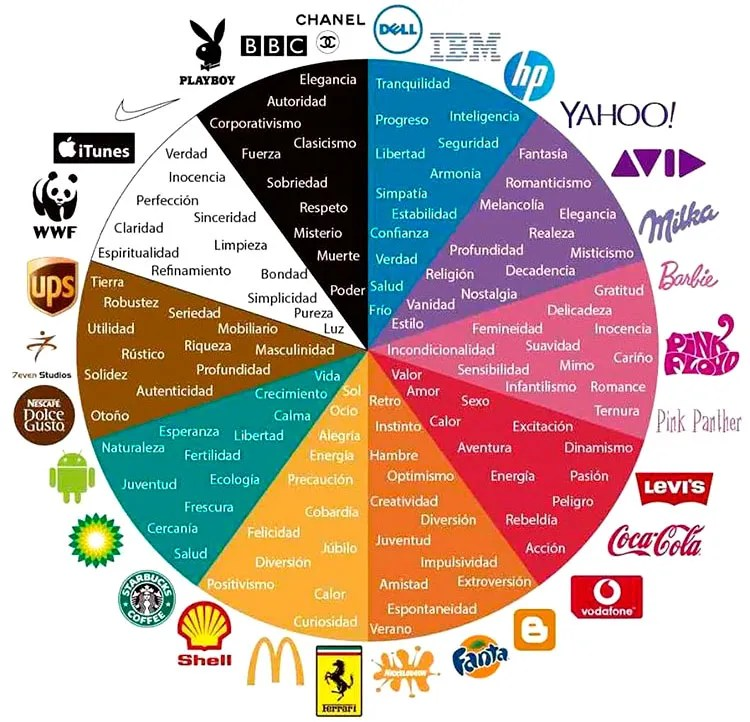 CHANEL
PLAYBOY
BBC
DELL
IBM
hp
YAHOO!
AVID
Milka
Barbie
PINK FLOYD
Pink Panther
LEVI'S
Coca-Cola
vodafone
Fanta
NICKELODEON
Ferrari
Shell
STARBUCKS
COFFEE
bp
NESCAFÉ
Dolce
Gusto
7even Studios
ups
WWF
iTunes
Elegancia
Autoridad
Corporativismo
Clasicismo
Fuerza
Sobriedad
Respeto
Misterio
Muerte
Poder
Tranquilidad
Progreso
Inteligencia
Seguridad
Libertad
Armonía
Simpatía
Estabilidad
Confianza
Verdad
Salud
Frío
Fantasía
Romanticismo
Melancolía
Elegancia
Realeza
Misticismo
Profundidad
Decadencia
Religión
Nostalgia
Vanidad
Estilo
Gratitud
Delicadeza
Femineidad
Inocencia
Suavidad
Incondicionalidad
Cariño
Mimo
Sensibilidad
Infantilismo
Romance
Ternura
Valor
Amor
Sexo
Calor
Excitación
Aventura
Dinamismo
Energía
Pasión
Peligro
Rebeldía
Acción
Retro
Instinto
Hambre
Optimismo
Creatividad
Diversión
Juventud
Impulsividad
Amistad
Extroversión
Espontaneidad
Verano
Sol
Ocio
Alegría
Energía
Precaución
Cobardía
Felicidad
Júbilo
Diversión
Positivismo
Calor
Curiosidad
Vida
Crecimiento
Calma
Esperanza
Libertad
Naturaleza
Fertilidad
Ecología
Juventud
Frescura
Cercanía
Salud
Tierra
Robustez
Seriedad
Utilidad
Mobiliario
Riqueza
Masculinidad
Rústico
Profundidad
Solidez
Autenticidad
Otoño
Verdad
Inocencia
Perfección
Sinceridad
Claridad
Limpieza
Espiritualidad
Refinamiento
Bondad
Simplicidad
Pureza
Luz